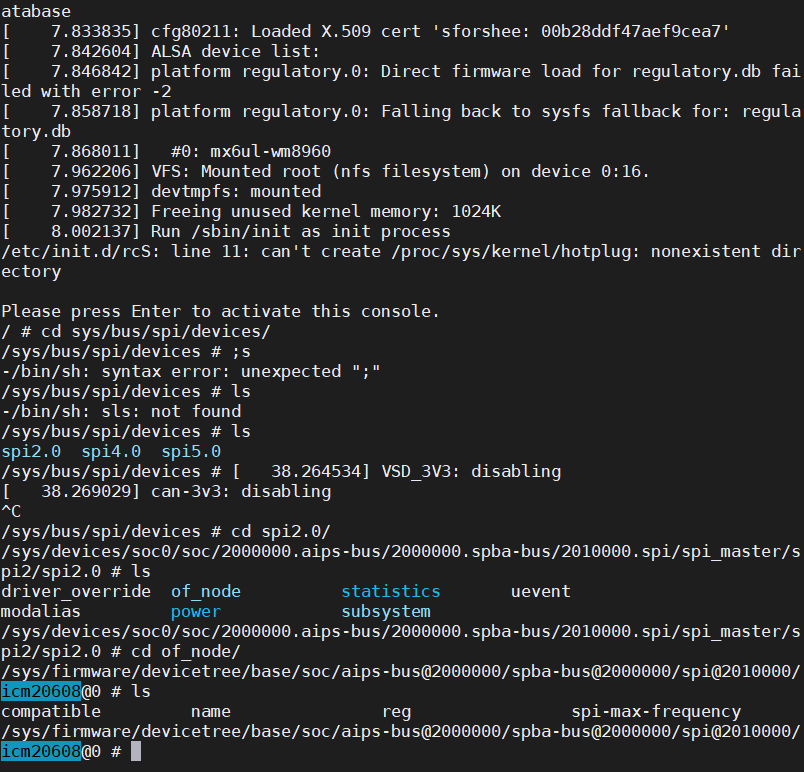 atabase
[    7.833835] cfg80211: Loaded X.509 cert 'sforshee: 00b28ddf47aef9cea7'
[    7.842604] ALSA device list:
[    7.846842] platform regulatory.0: Direct firmware load for regulatory.db fai
led with error -2
[    7.858718] platform regulatory.0: Falling back to sysfs fallback for: regula
tory.db
[    7.868011]   #0: mx6ul-wm8960
[    7.962206] VFS: Mounted root (nfs filesystem) on device 0:16.
[    7.975912] devtmpfs: mounted
[    7.982732] Freeing unused kernel memory: 1024K
[    8.002137] Run /sbin/init as init process
/etc/init.d/rcS: line 11: can't create /proc/sys/kernel/hotplug: nonexistent dir
ectory

Please press Enter to activate this console.
/ # cd sys/bus/spi/devices/
/sys/bus/spi/devices # ;s
-/bin/sh: syntax error: unexpected ";"
/sys/bus/spi/devices # ls
-/bin/sh: sls: not found
/sys/bus/spi/devices # ls
spi2.0  spi4.0  spi5.0
/sys/bus/spi/devices # [   38.264534] VSD_3V3: disabling
[   38.269029] can-3v3: disabling
^C
/sys/bus/spi/devices # cd spi2.0/
/sys/devices/soc0/soc/2000000.aips-bus/2000000.spba-bus/2010000.spi/spi_master/s
pi2/spi2.0 # ls
driver_override  of_node          statistics       uevent
modalias         power            subsystem
/sys/devices/soc0/soc/2000000.aips-bus/2000000.spba-bus/2010000.spi/spi_master/s
pi2/spi2.0 # cd of_node/
/sys/firmware/devicetree/base/soc/aips-bus@2000000/spba-bus@2000000/spi@2010000/
icm20608@0 # ls
compatible         name               reg                spi-max-frequency
/sys/firmware/devicetree/base/soc/aips-bus@2000000/spba-bus@2000000/spi@2010000/
icm20608@0 #